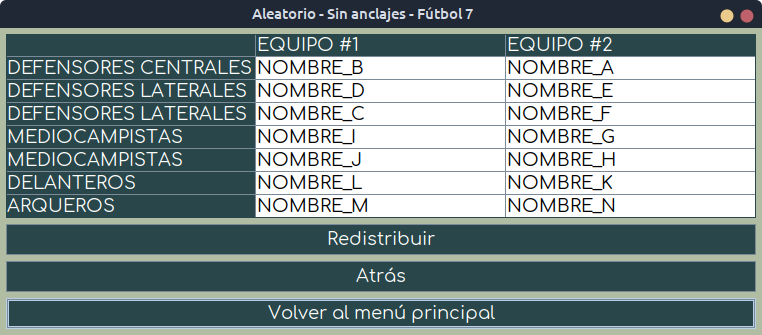 Aleatorio - Sin anclajes - Fútbol 7
EQUIPO #1 EQUIPO #2
DEFENSORES CENTRALES NOMBRE_B NOMBRE_A
DEFENSORES LATERALES NOMBRE_D NOMBRE_E
DEFENSORES LATERALES NOMBRE_C NOMBRE_F
MEDIOCAMPISTAS NOMBRE_I NOMBRE_G
MEDIOCAMPISTAS NOMBRE_J NOMBRE_H
DELANTEROS NOMBRE_L NOMBRE_K
ARQUEROS NOMBRE_M NOMBRE_N
Redistribuir
Atrás
Volver al menú principal